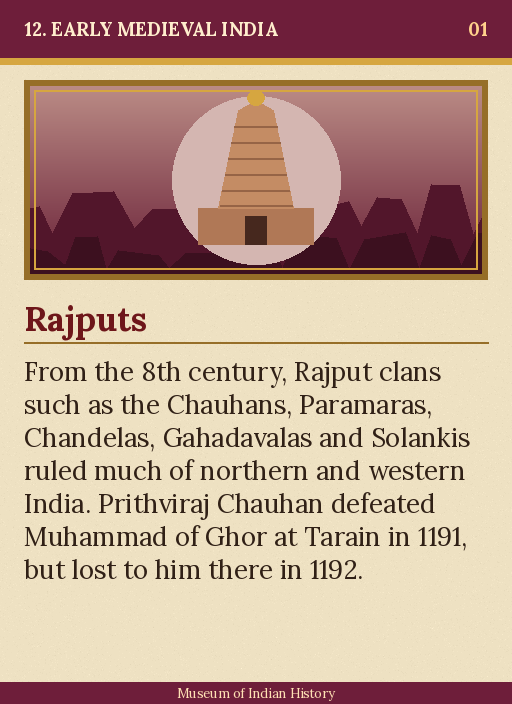 12. EARLY MEDIEVAL INDIA
01
Rajputs
From the 8th century, Rajput clans
such as the Chauhans, Paramaras,
Chandelas, Gahadavalas and Solankis
ruled much of northern and western
India. Prithviraj Chauhan defeated
Muhammad of Ghor at Tarain in 1191,
but lost to him there in 1192.
Museum of Indian History